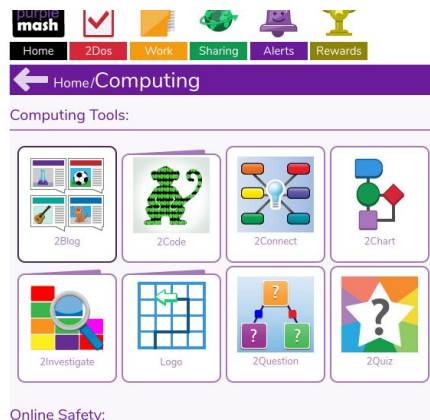 purple
mash
Home 2Dos Work Sharing Alerts Rewards
Home/Computing
Computing Tools:
2Blog 2Code 2Connect 2Chart
? ? ? ?
2Investigate Logo 2Question 2Quiz
Online Safety: